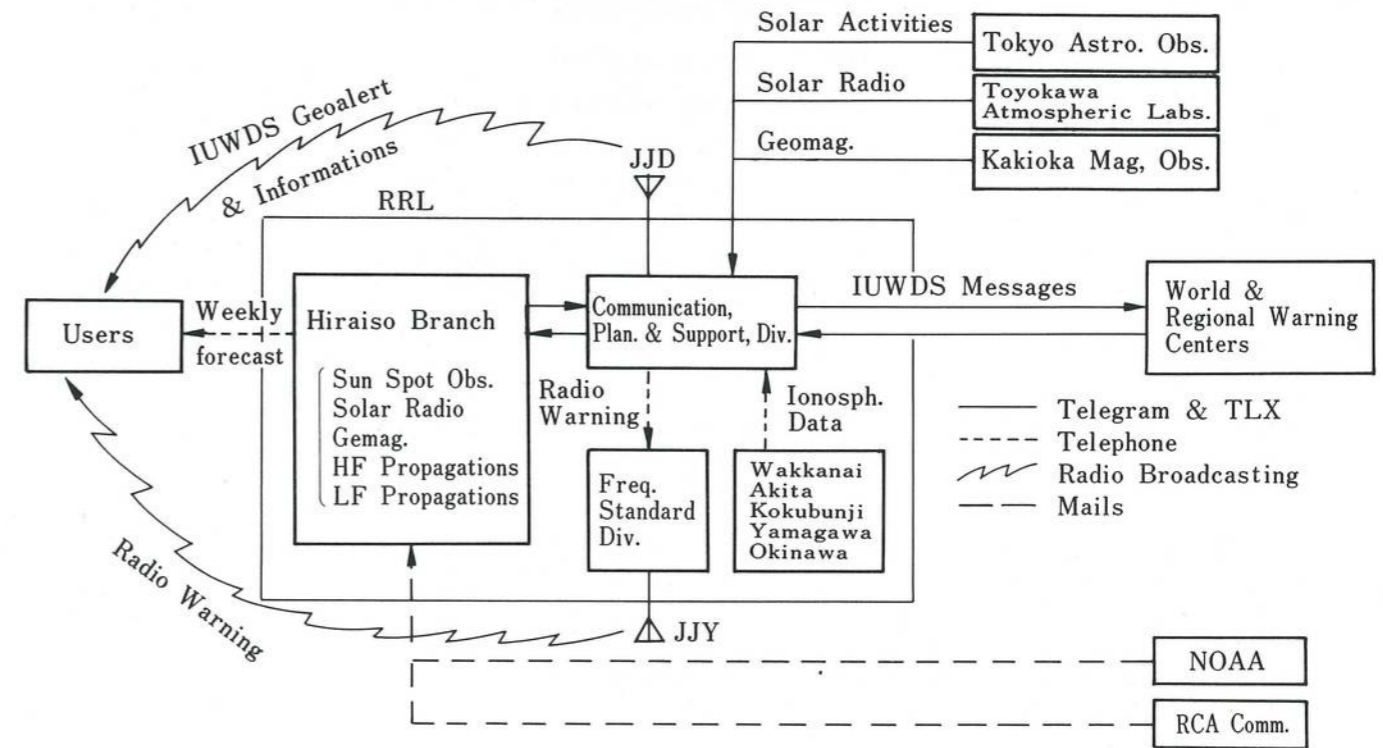 Solar Activities
Tokyo Astro. Obs.
Solar Radio
Toyokawa
Atmospheric Labs.
Geomag.
Kakioka Mag, Obs.
IUWDS Geoalert
& Informations
JJD
RRL
Users
Weekly
forecast
Hiraiso Branch
Sun Spot Obs.
Solar Radio
Gemag.
HF Propagations
LF Propagations
Communication,
Plan. & Support, Div.
IUWDS Messages
World &
Regional Warning
Centers
Radio
Warning
Ionosph.
Data
Freq.
Standard
Div.
Wakkanai
Akita
Kokubunji
Yamagawa
Okinawa
Telegram & TLX
Telephone
Radio Broadcasting
Mails
Radio Warning
JJY
NOAA
RCA Comm.